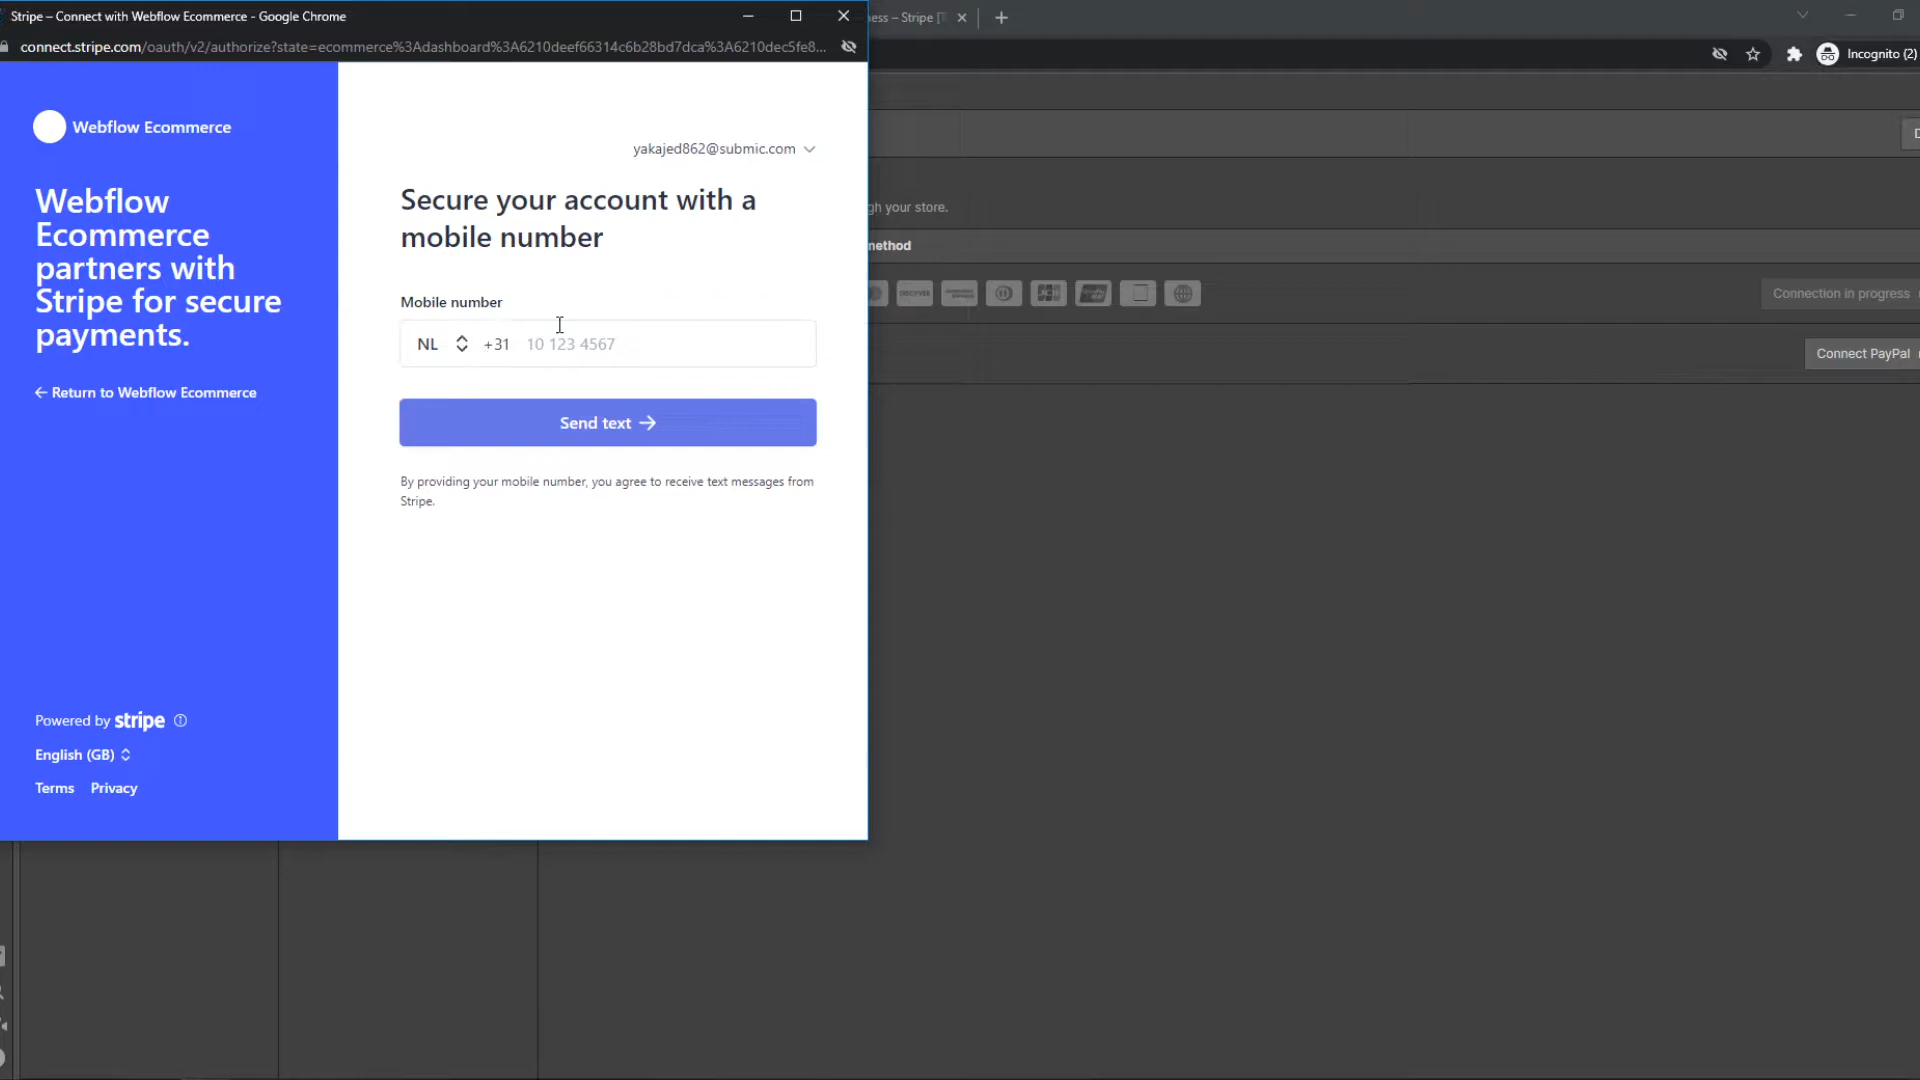 Stripe – Connect with Webflow Ecommerce - Google Chrome
connect.stripe.com/oauth/v2/authorize?state=ecommerce%3Adashboard%3A6210deef66314c6b28bd7dca%3A6210dec5fe8...
ess – Stripe [
Incognito (2)
Webflow Ecommerce
Webflow
Ecommerce
partners with
Stripe for secure
payments.
← Return to Webflow Ecommerce
Powered by stripe
English (GB)
Terms Privacy
yakajed862@submic.com
Secure your account with a
mobile number
Mobile number
NL +31 10 123 4567
Send text →
By providing your mobile number, you agree to receive text messages from
Stripe.
gh your store.
method
DISCOVER
JCB
Connection in progress
Connect PayPal